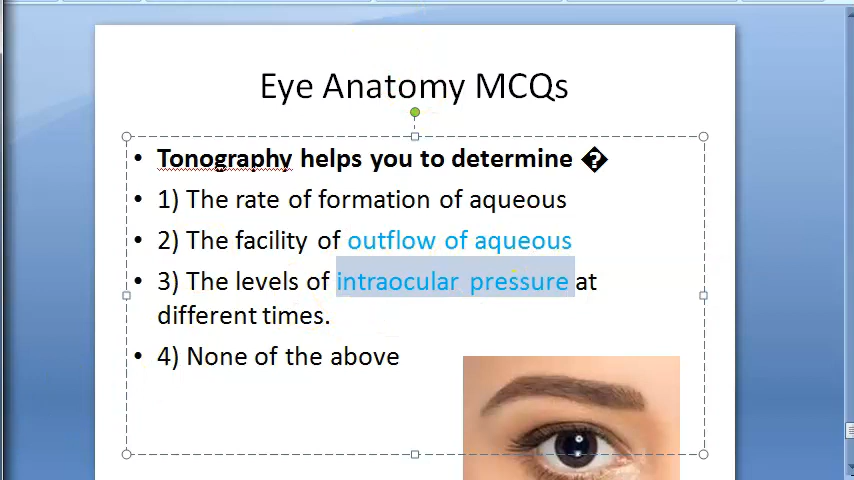 Eye Anatomy MCQs
• Tonography helps you to determine �
• 1) The rate of formation of aqueous
• 2) The facility of outflow of aqueous
• 3) The levels of intraocular pressure at
different times.
• 4) None of the above